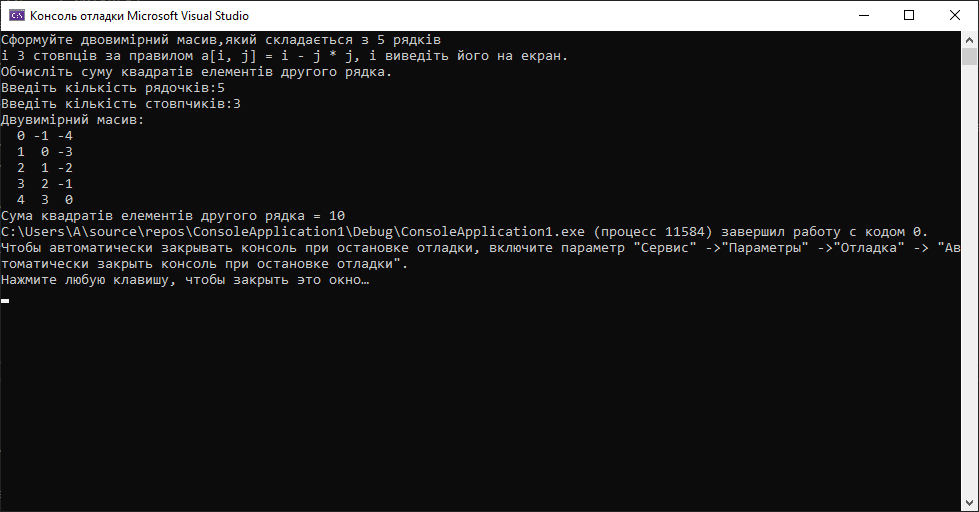 Консоль отладки Microsoft Visual Studio
Сформуйте двовимірний масив,який складається з 5 рядків
і 3 стовпців за правилом a[i, j] = i - j * j, і виведіть його на екран.
Обчисліть суму квадратів елементів другого рядка.
Введіть кількість рядочків:5
Введіть кількість стовпчиків:3
Двувимірний масив:
0 -1 -4
1 0 -3
2 1 -2
3 2 -1
4 3 0
Сума квадратів елементів другого рядка = 10
C:\Users\A\source\repos\ConsoleApplication1\Debug\ConsoleApplication1.exe (процесс 11584) завершил работу с кодом 0.
Чтобы автоматически закрывать консоль при остановке отладки, включите параметр "Сервис" ->"Параметры" ->"Отладка" -> "Ав
томатически закрыть консоль при остановке отладки".
Нажмите любую клавишу, чтобы закрыть это окно…